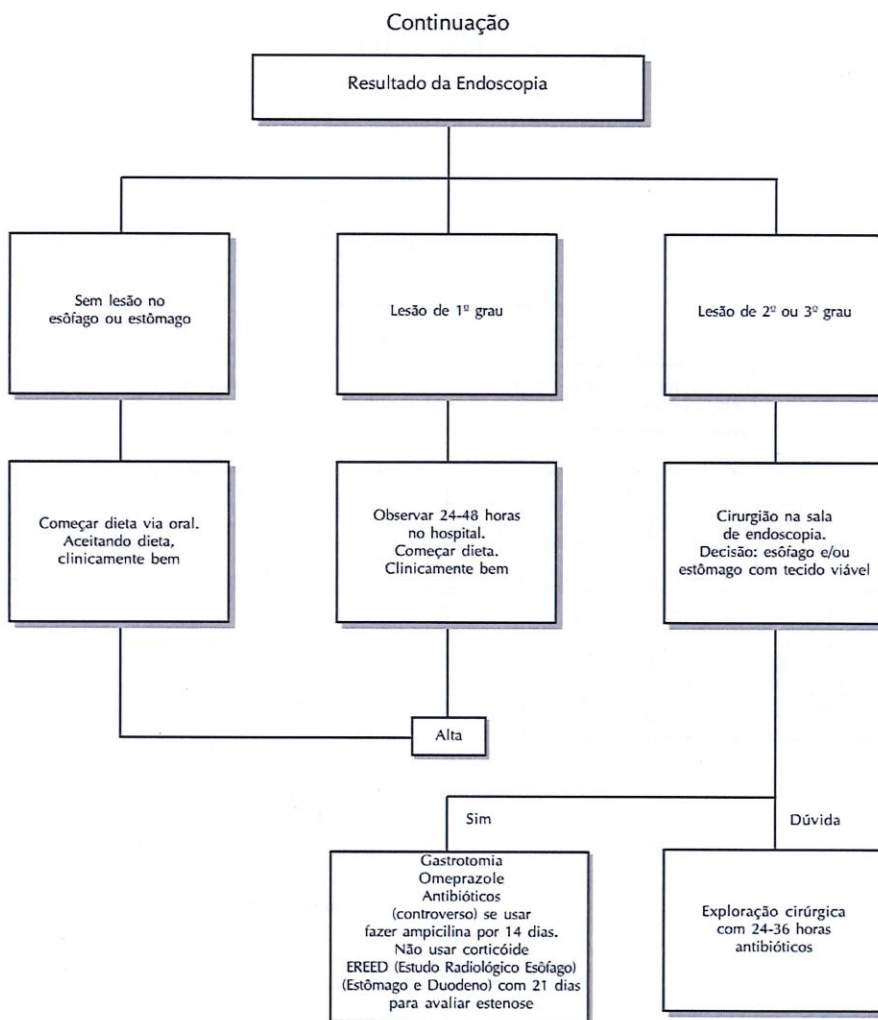 Continuação
Resultado da Endoscopia
Sem lesão no
esôfago ou estômago
Lesão de 1º grau
Lesão de 2º ou 3º grau
Começar dieta via oral.
Aceitando dieta,
clinicamente bem
Observar 24-48 horas
no hospital.
Começar dieta.
Clinicamente bem
Cirurgião na sala
de endoscopia.
Decisão: esôfago e/ou
estômago com tecido viável
Alta
Sim
Dúvida
Gastrotomia
Omeprazole
Antibióticos
(controverso) se usar
fazer ampicilina por 14 dias.
Não usar corticóide
EREED (Estudo Radiológico Esôfago)
(Estômago e Duodeno) com 21 dias
para avaliar estenose
Exploração cirúrgica
com 24-36 horas
antibióticos